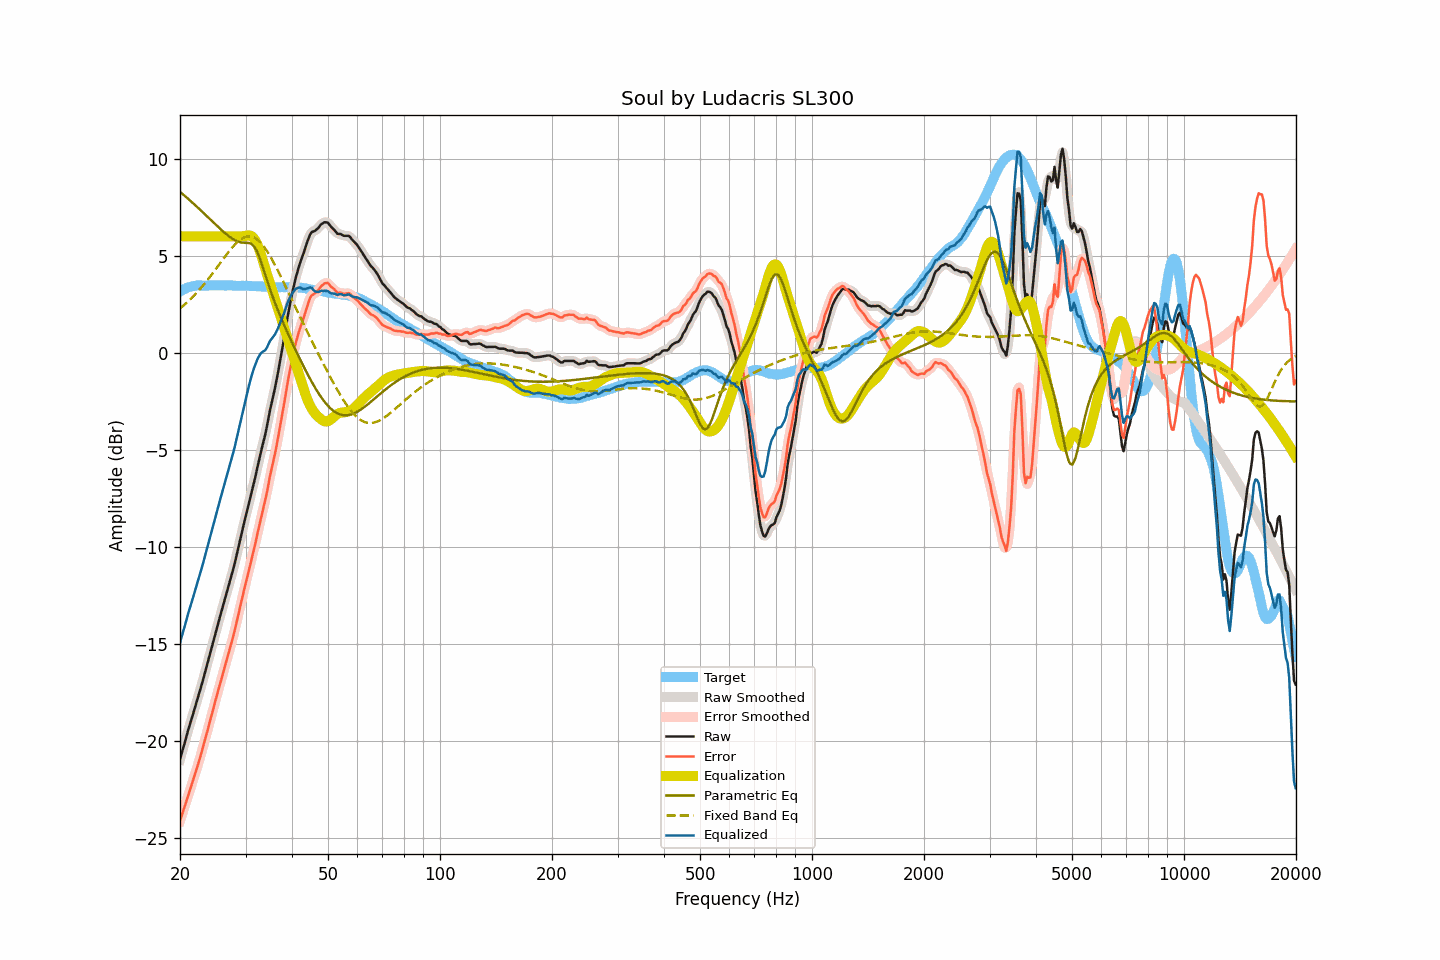 Soul by Ludacris SL300
Amplitude (dBr)
10
5
0
−5
−10
−15
−20
−25
Target
Raw Smoothed
Error Smoothed
Raw
Error
Equalization
Parametric Eq
Fixed Band Eq
Equalized
20 50 100 200 500 1000 2000 5000 10000 20000
Frequency (Hz)